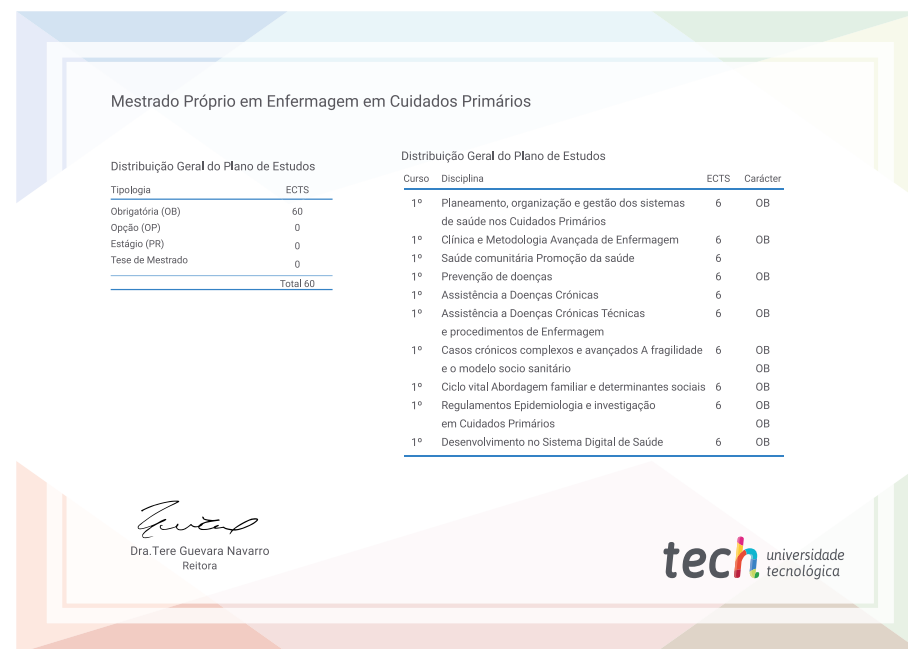 Mestrado Próprio em Enfermagem em Cuidados Primários
Distribuição Geral do Plano de Estudos
Tipologia ECTS
Obrigatória (OB) 60
Opção (OP) 0
Estágio (PR) 0
Tese de Mestrado 0
Total 60
Distribuição Geral do Plano de Estudos
Curso Disciplina ECTS Carácter
1º Planeamento, organização e gestão dos sistemas 6 OB
de saúde nos Cuidados Primários
1º Clínica e Metodologia Avançada de Enfermagem 6 OB
1º Saúde comunitária Promoção da saúde 6
1º Prevenção de doenças 6 OB
1º Assistência a Doenças Crónicas 6
1º Assistência a Doenças Crónicas Técnicas 6 OB
e procedimentos de Enfermagem
1º Casos crónicos complexos e avançados A fragilidade 6 OB
e o modelo socio sanitário OB
1º Ciclo vital Abordagem familiar e determinantes sociais 6 OB
1º Regulamentos Epidemiologia e investigação 6 OB
em Cuidados Primários OB
1º Desenvolvimento no Sistema Digital de Saúde 6 OB
Dra.Tere Guevara Navarro
Reitora
tech universidade
tecnológica